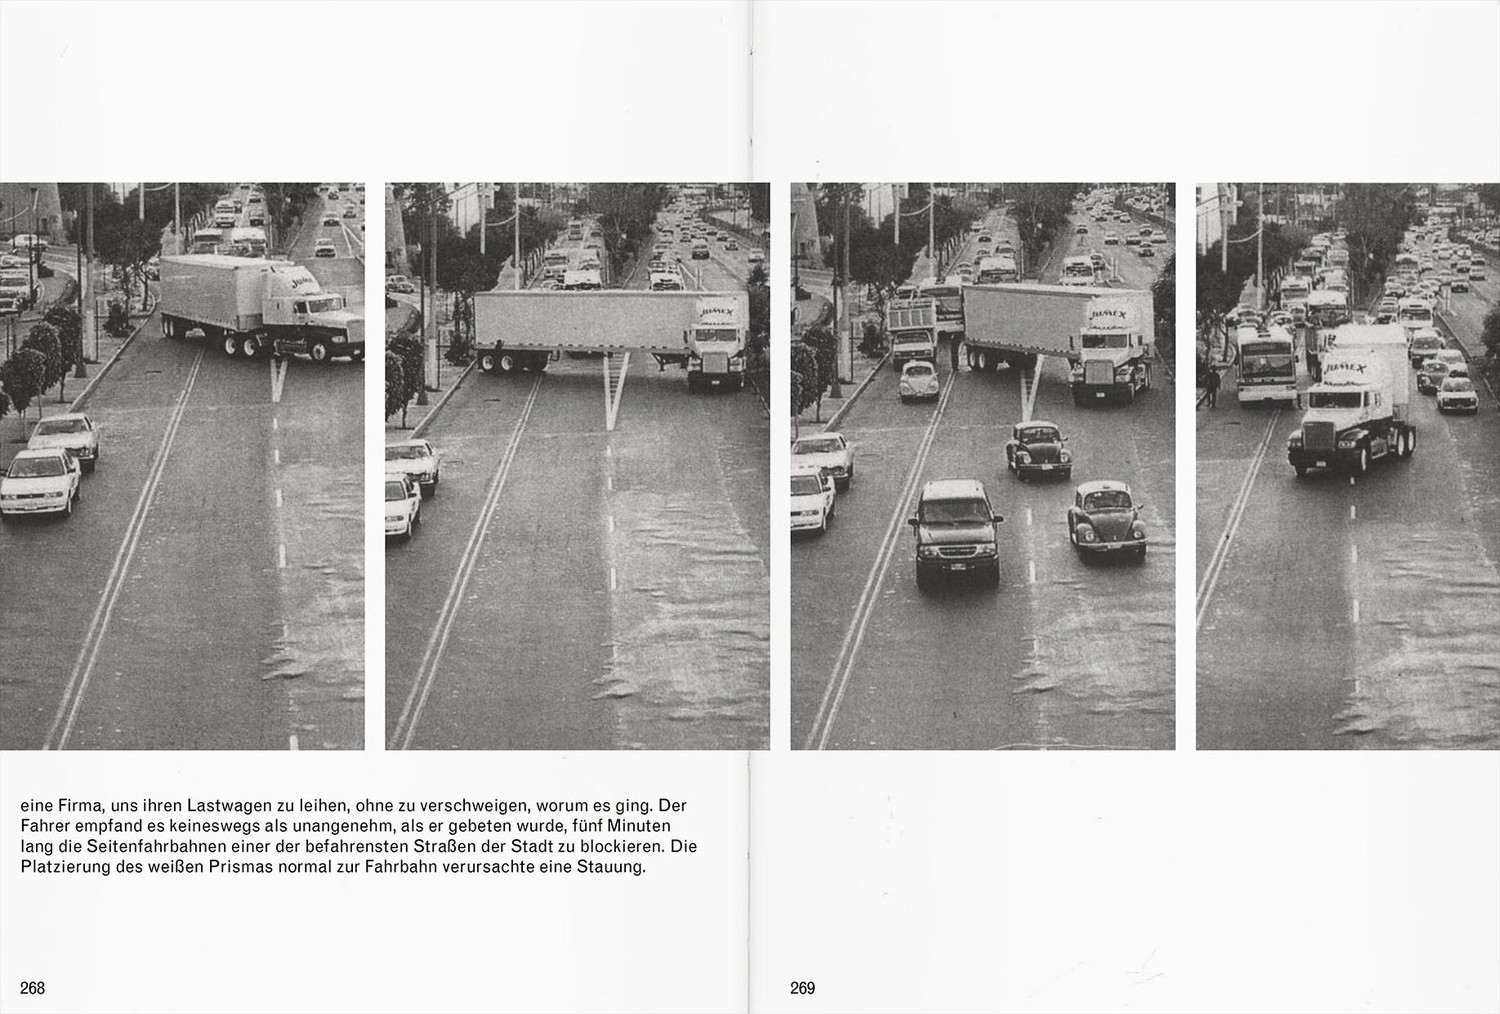 Jumex
JUMEX
JUMEX
JUMEX
eine Firma, uns ihren Lastwagen zu leihen, ohne zu verschweigen, worum es ging. Der
Fahrer empfand es keineswegs als unangenehm, als er gebeten wurde, fünf Minuten
lang die Seitenfahrbahnen einer der befahrensten Straßen der Stadt zu blockieren. Die
Platzierung des weißen Prismas normal zur Fahrbahn verursachte eine Stauung.
268
269